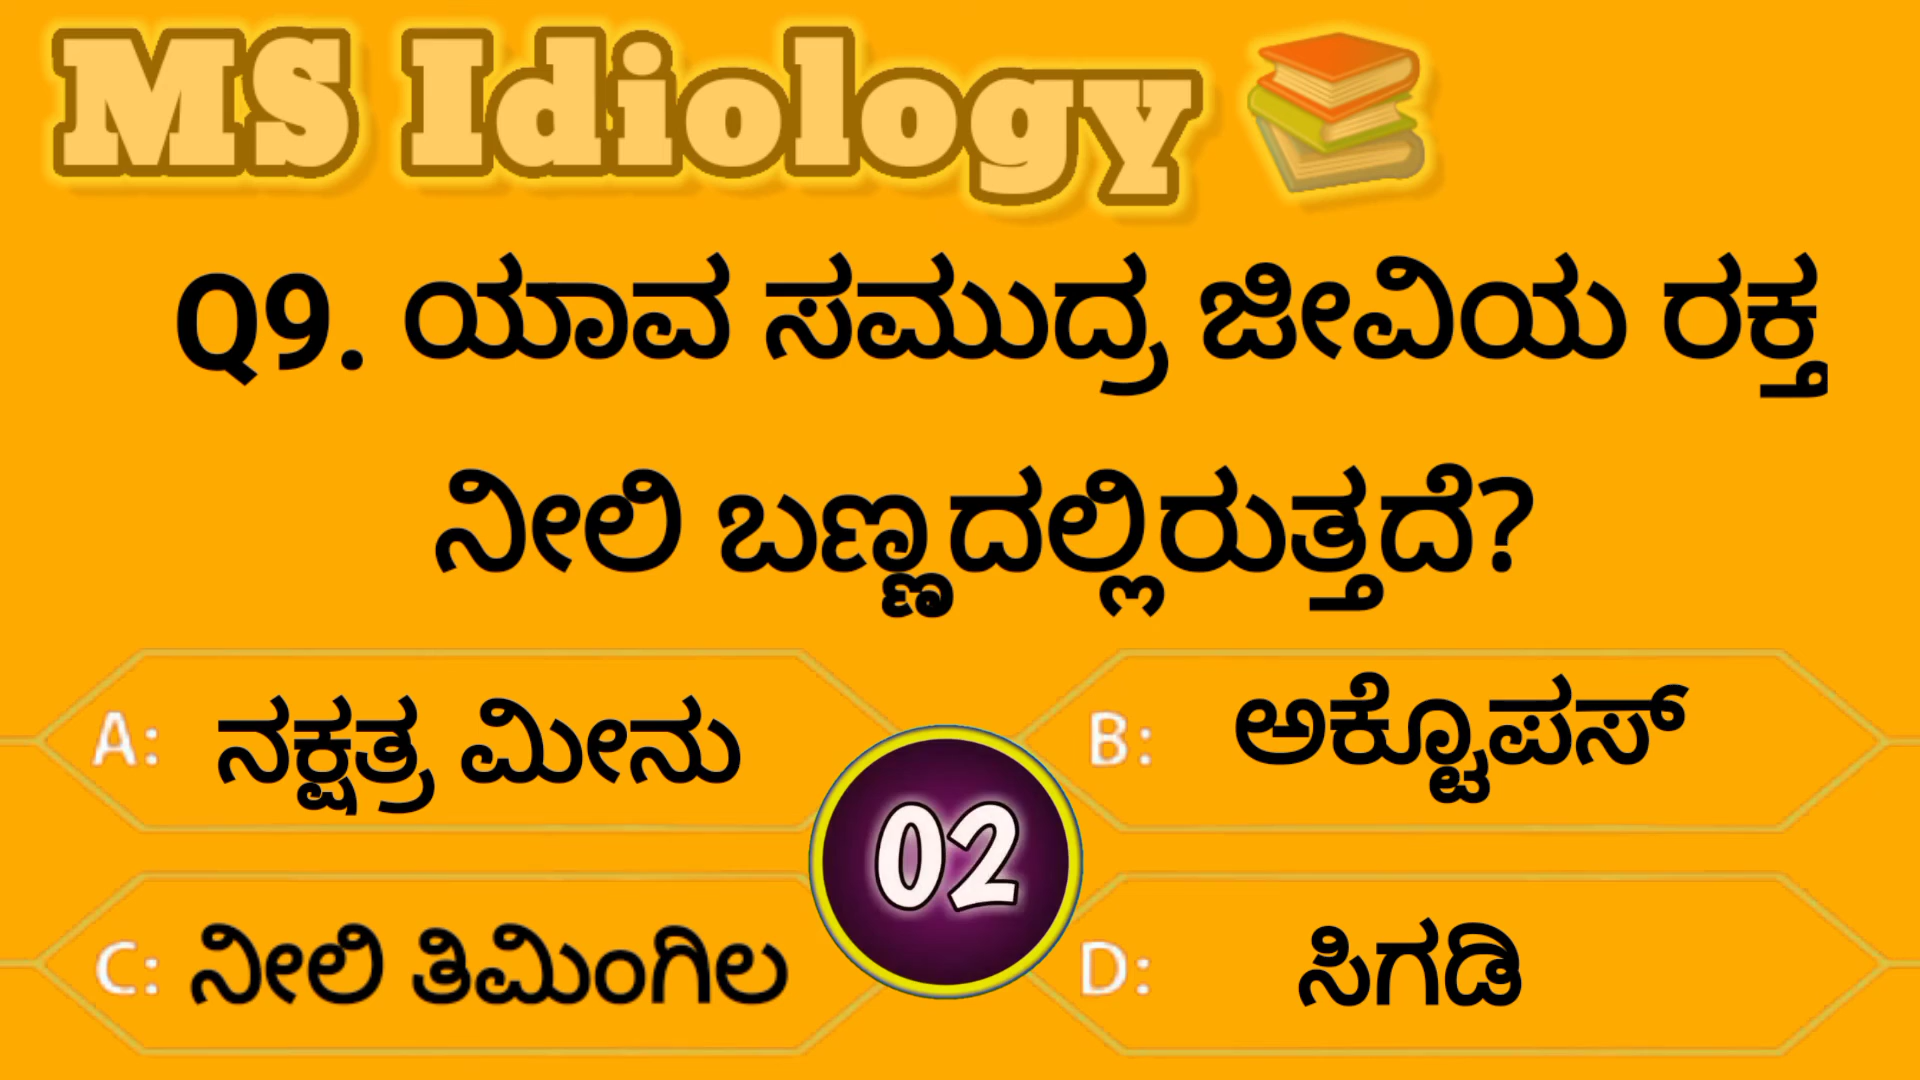 MS Idiology
Q9. ಯಾವ ಸಮುದ್ರ ಜೀವಿಯ ರಕ್ತ
ನೀಲಿ ಬಣ್ಣದಲ್ಲಿರುತ್ತದೆ?
A: ನಕ್ಷತ್ರ ಮೀನು
B: ಅಕ್ಟೊಪಸ್
02
C: ನೀಲಿ ತಿಮಿಂಗಿಲ
D: ಸಿಗಡಿ